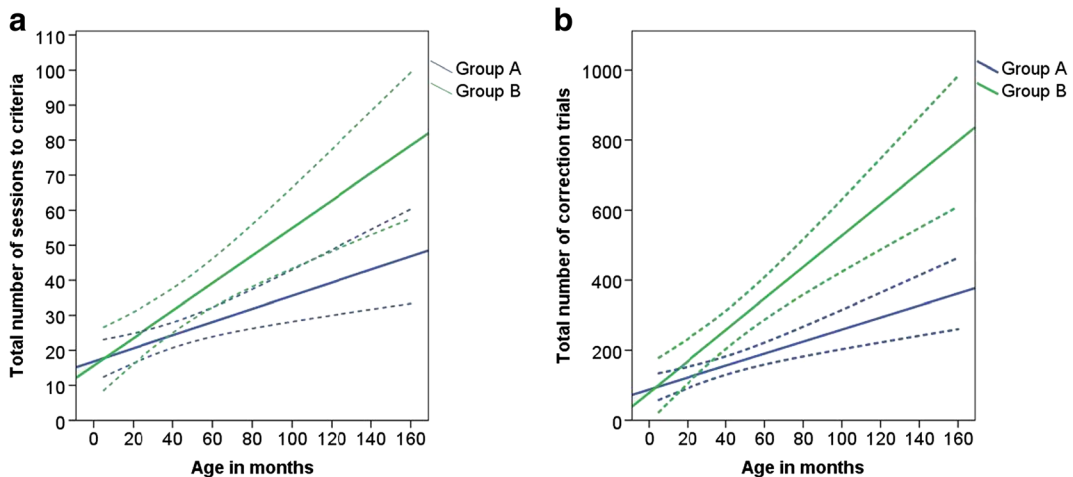 a
Total number of sessions to criteria
110
100
90
80
70
60
50
40
30
20
10
0
0 20 40 60 80 100 120 140 160
Age in months
Group A
Group B
b
Total number of correction trials
1000
800
600
400
200
0
0 20 40 60 80 100 120 140 160
Age in months
Group A
Group B